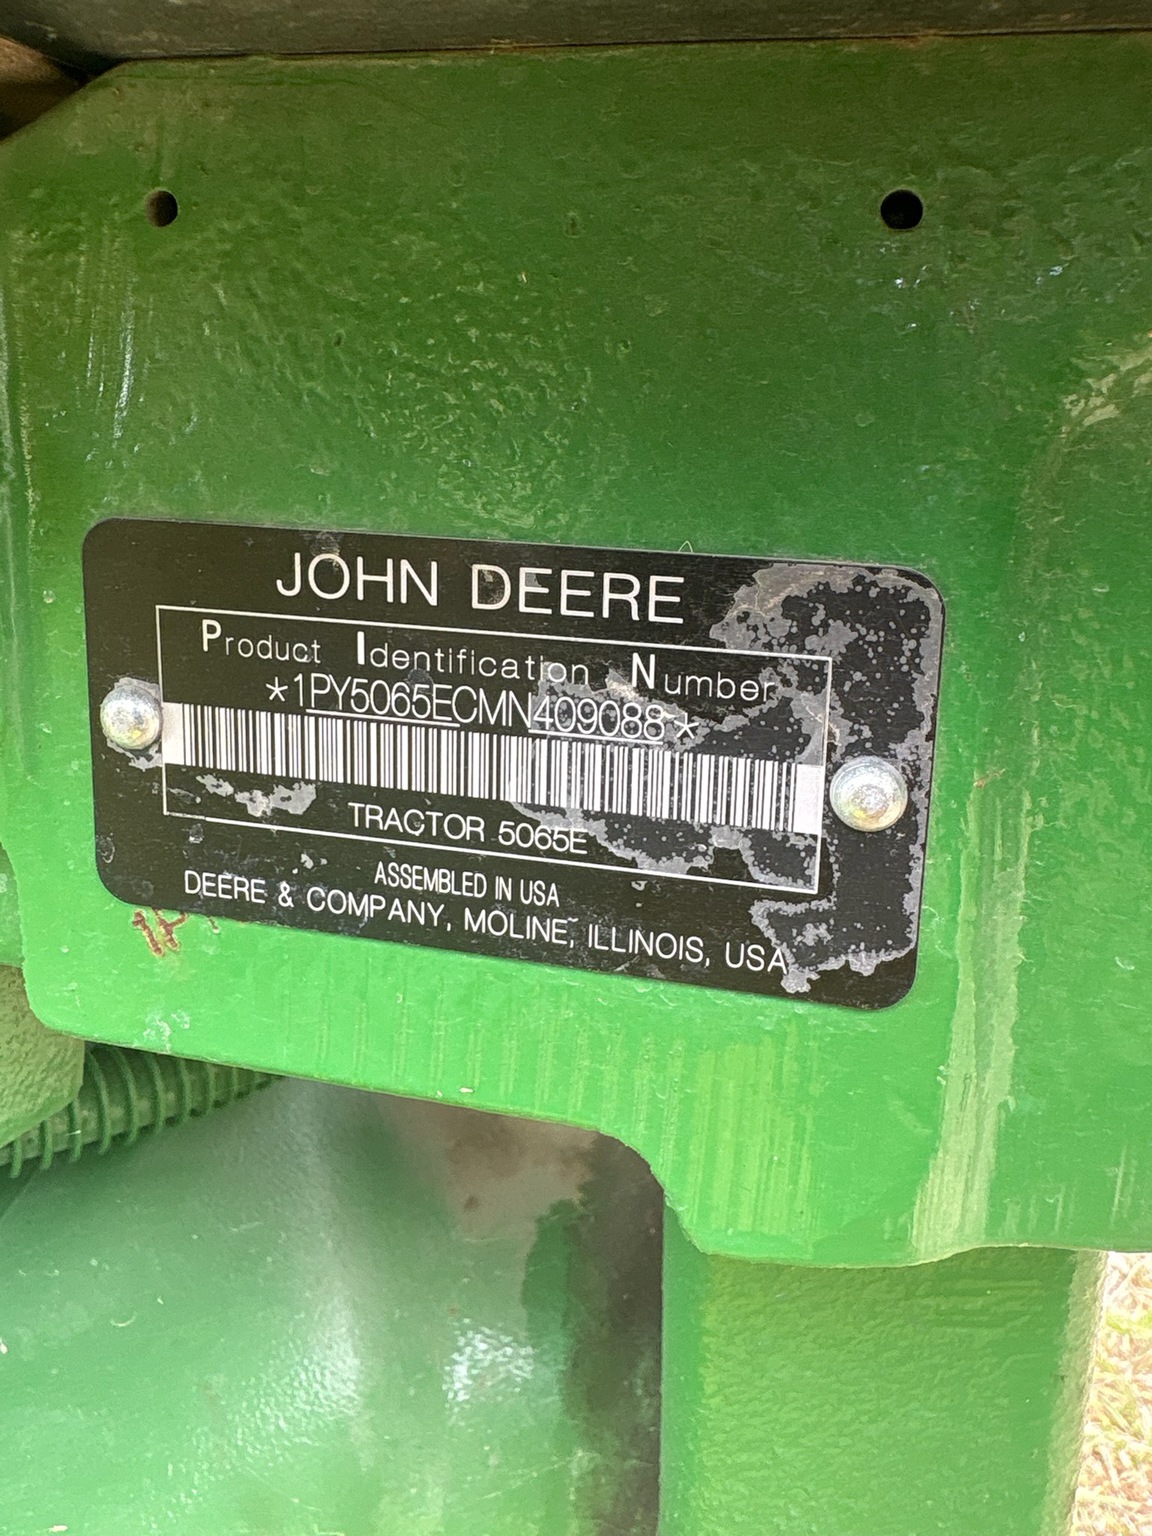 JOHN DEERE
Product Identification Number
*1PY5065ECMN409088*
TRACTOR 5065E
ASSEMBLED IN USA
DEERE & COMPANY, MOLINE, ILLINOIS, USA